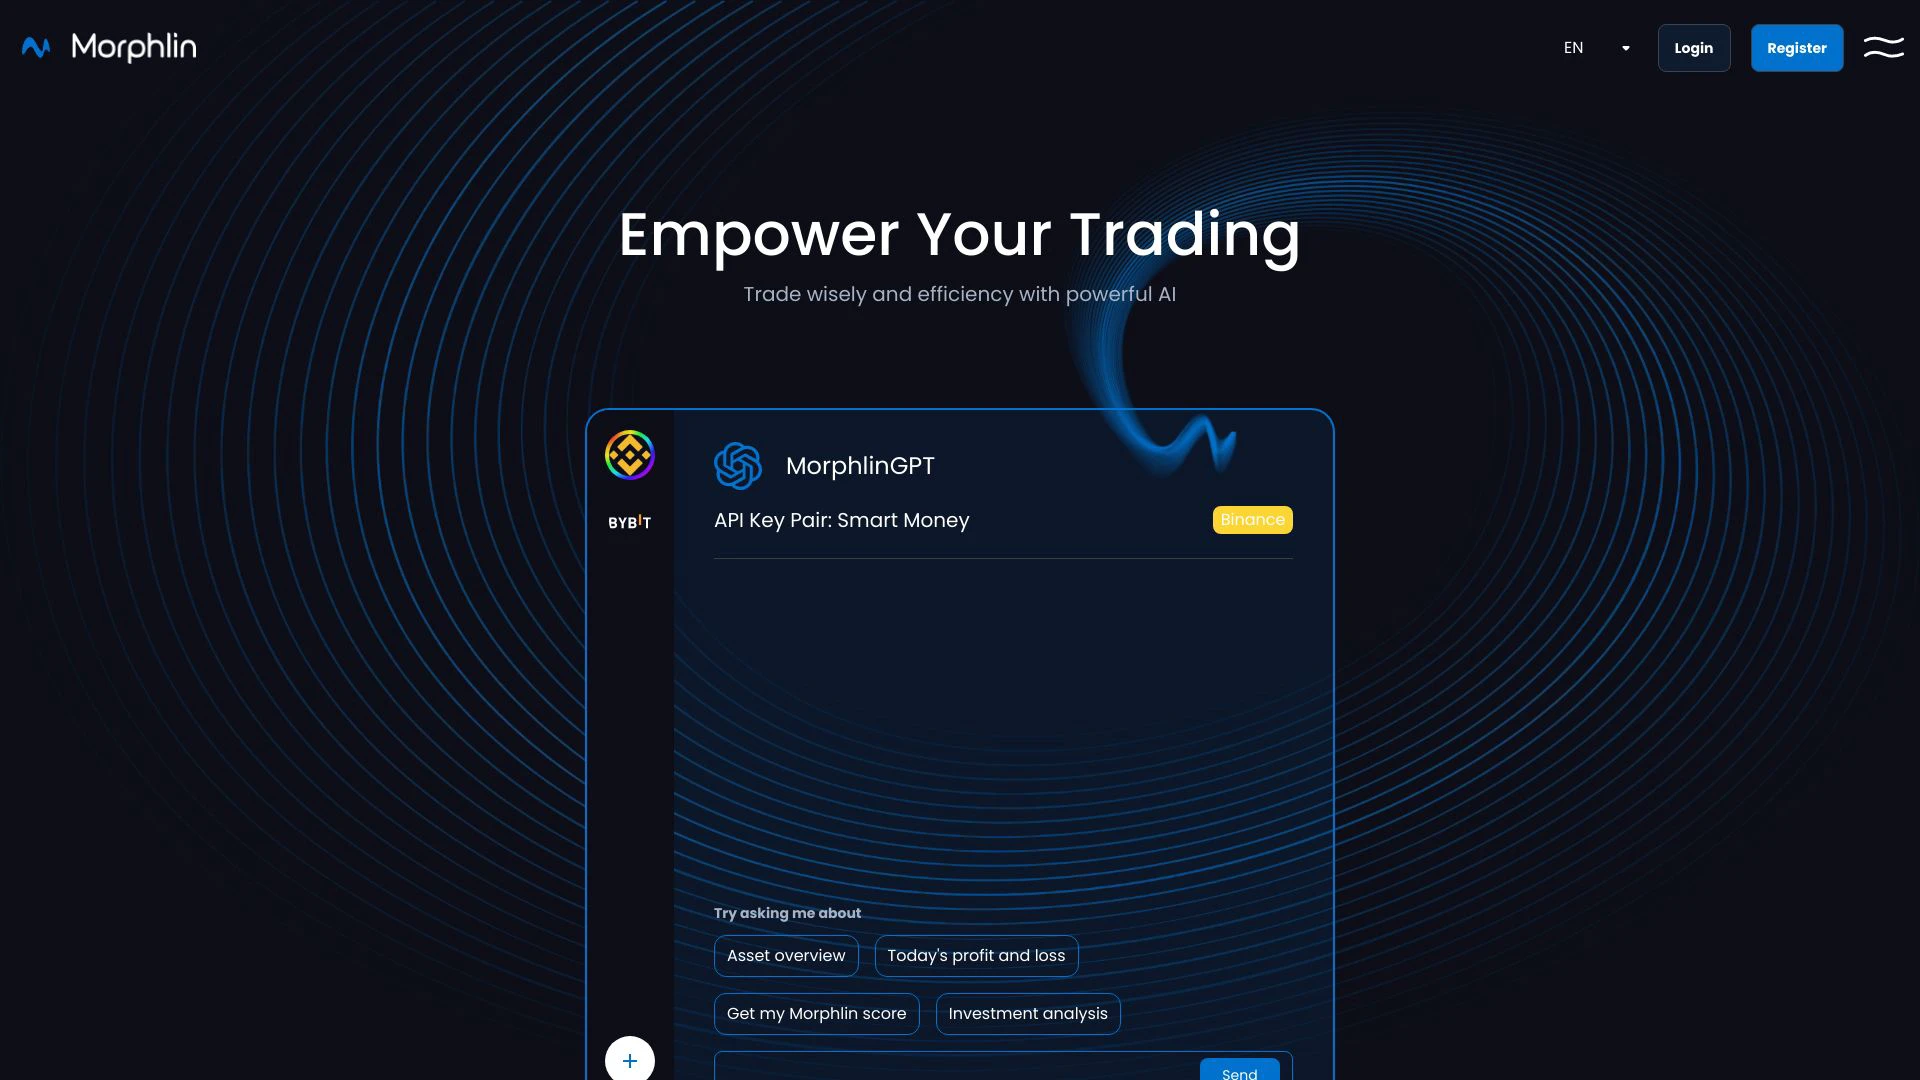 Morphlin
EN
Login
Register
Empower Your Trading
Trade wisely and efficiency with powerful AI
MorphlinGPT
BYB!T
API Key Pair: Smart Money
Binance
Try asking me about
Asset overview
Today's profit and loss
Get my Morphlin score
Investment analysis
Send